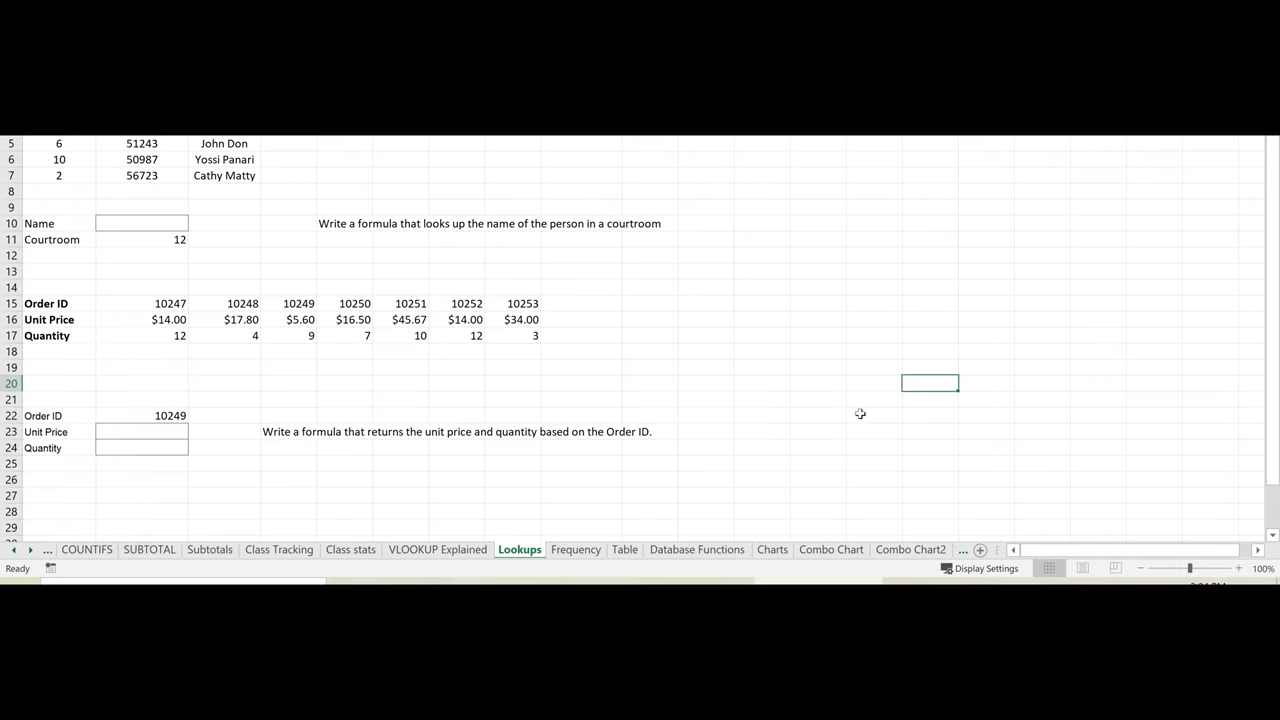 5 6 51243 John Don
6 10 50987 Yossi Panari
7 2 56723 Cathy Matty
8
9
10 Name Write a formula that looks up the name of the person in a courtroom
11 Courtroom 12
12
13
14
15 Order ID 10247 10248 10249 10250 10251 10252 10253
16 Unit Price $14.00 $17.80 $5.60 $16.50 $45.67 $14.00 $34.00
17 Quantity 12 4 9 7 10 12 3
18
19
20
21
22 Order ID 10249
23 Unit Price Write a formula that returns the unit price and quantity based on the Order ID.
24 Quantity
25
26
27
28
29
... COUNTIFS SUBTOTAL Subtotals Class Tracking Class stats VLOOKUP Explained Lookups Frequency Table Database Functions Charts Combo Chart Combo Chart2 ...
Ready Display Settings 100%